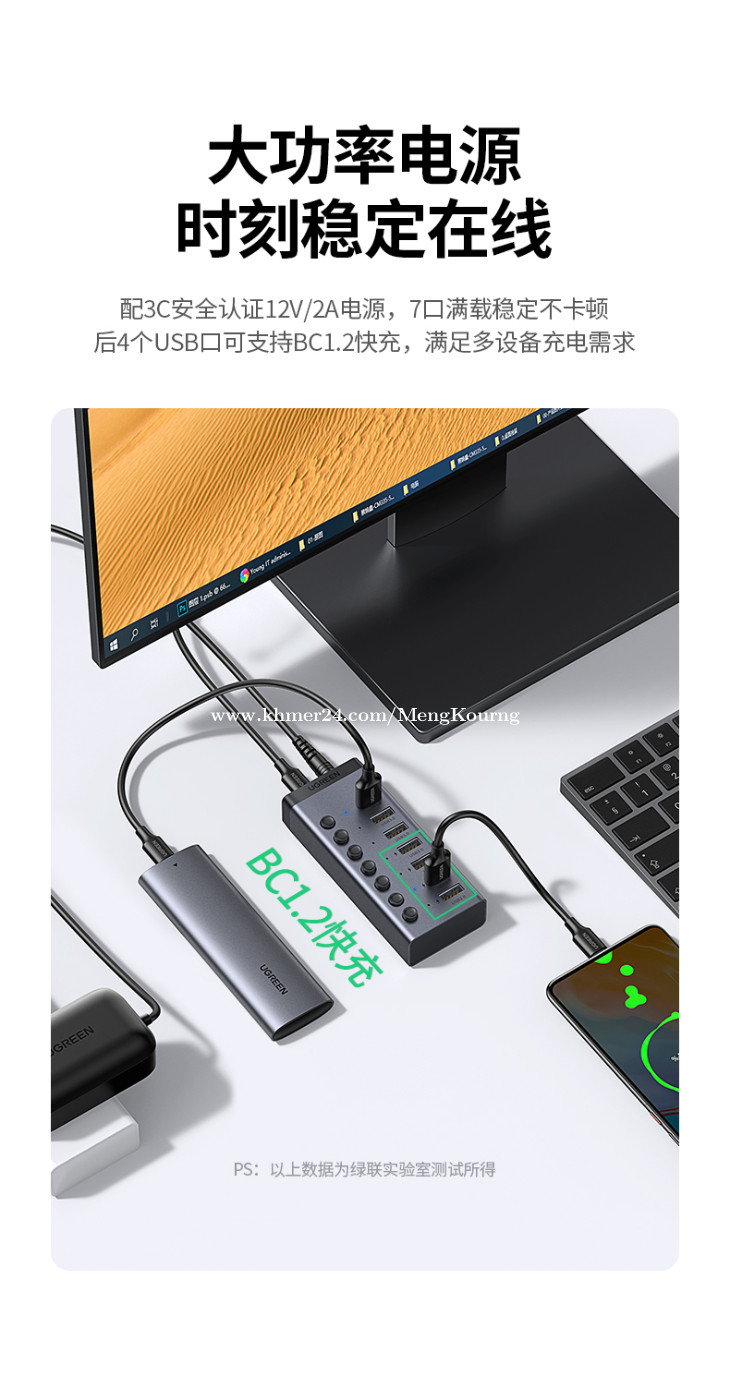 大功率电源
时刻稳定在线
配3C安全认证12V/2A电源，7口满载稳定不卡顿
后4个USB口可支持BC1.2快充，满足多设备充电需求
Young IT admini...
www.khmer24.com/MengKourng
UGREEN
BC1.2快充
UGREEN
UGREEN
PS：以上数据为绿联实验室测试所得